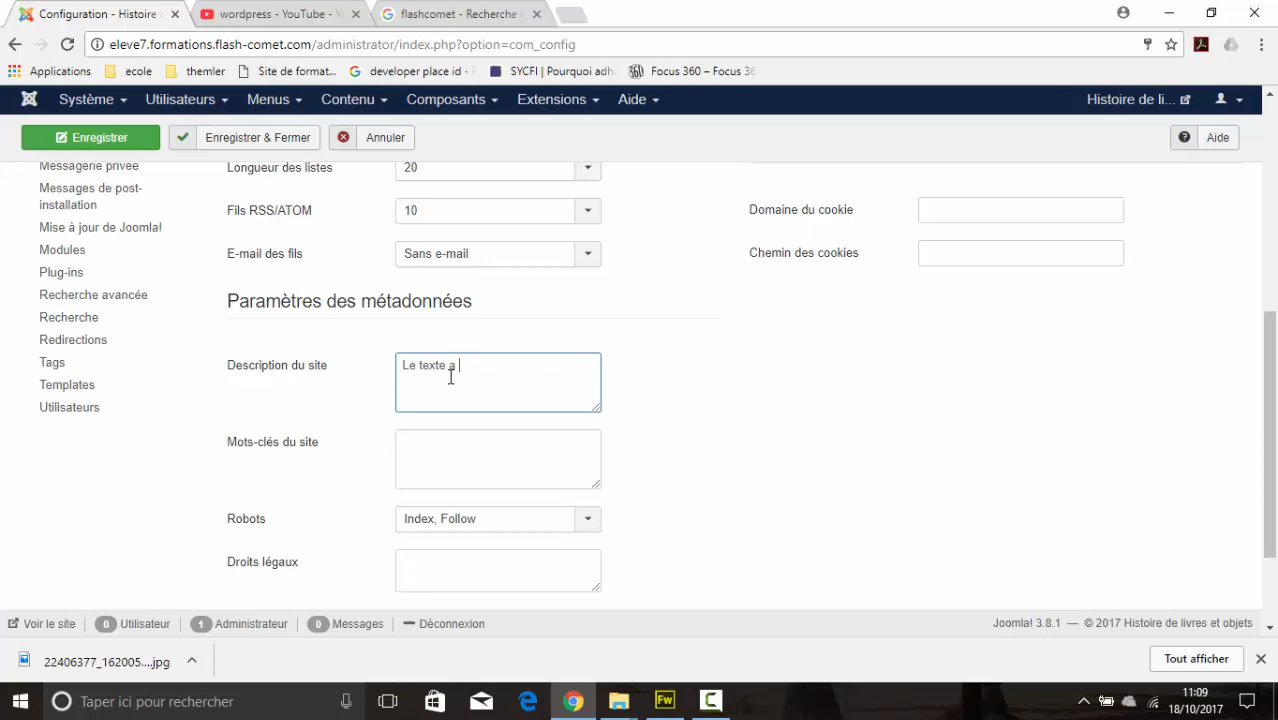 Configuration - Histoire
wordpress - YouTube -
flashcomet - Recherche
eleve7.formations.flash-comet.com/administrator/index.php?option=com_config
Applications
ecole
themler
Site de format...
developer place id -
SYCFI | Pourquoi adh
Focus 360 – Focus 36
Système
Utilisateurs
Menus
Contenu
Composants
Extensions
Aide
Histoire de li...
Enregistrer
Enregistrer & Fermer
Annuler
Aide
Messagerie privée
Messages de post-
installation
Mise à jour de Joomla!
Modules
Plug-ins
Recherche avancée
Recherche
Redirections
Tags
Templates
Utilisateurs
Longueur des listes
20
Fils RSS/ATOM
10
E-mail des fils
Sans e-mail
Domaine du cookie
Chemin des cookies
Paramètres des métadonnées
Description du site
Le texte a
Mots-clés du site
Robots
Index, Follow
Droits légaux
Voir le site
0 Utilisateur
1 Administrateur
0 Messages
Déconnexion
Joomla! 3.8.1 — © 2017 Histoire de livres et objets
22406377_162005....jpg
Tout afficher
Taper ici pour rechercher
Fw
11:09
18/10/2017